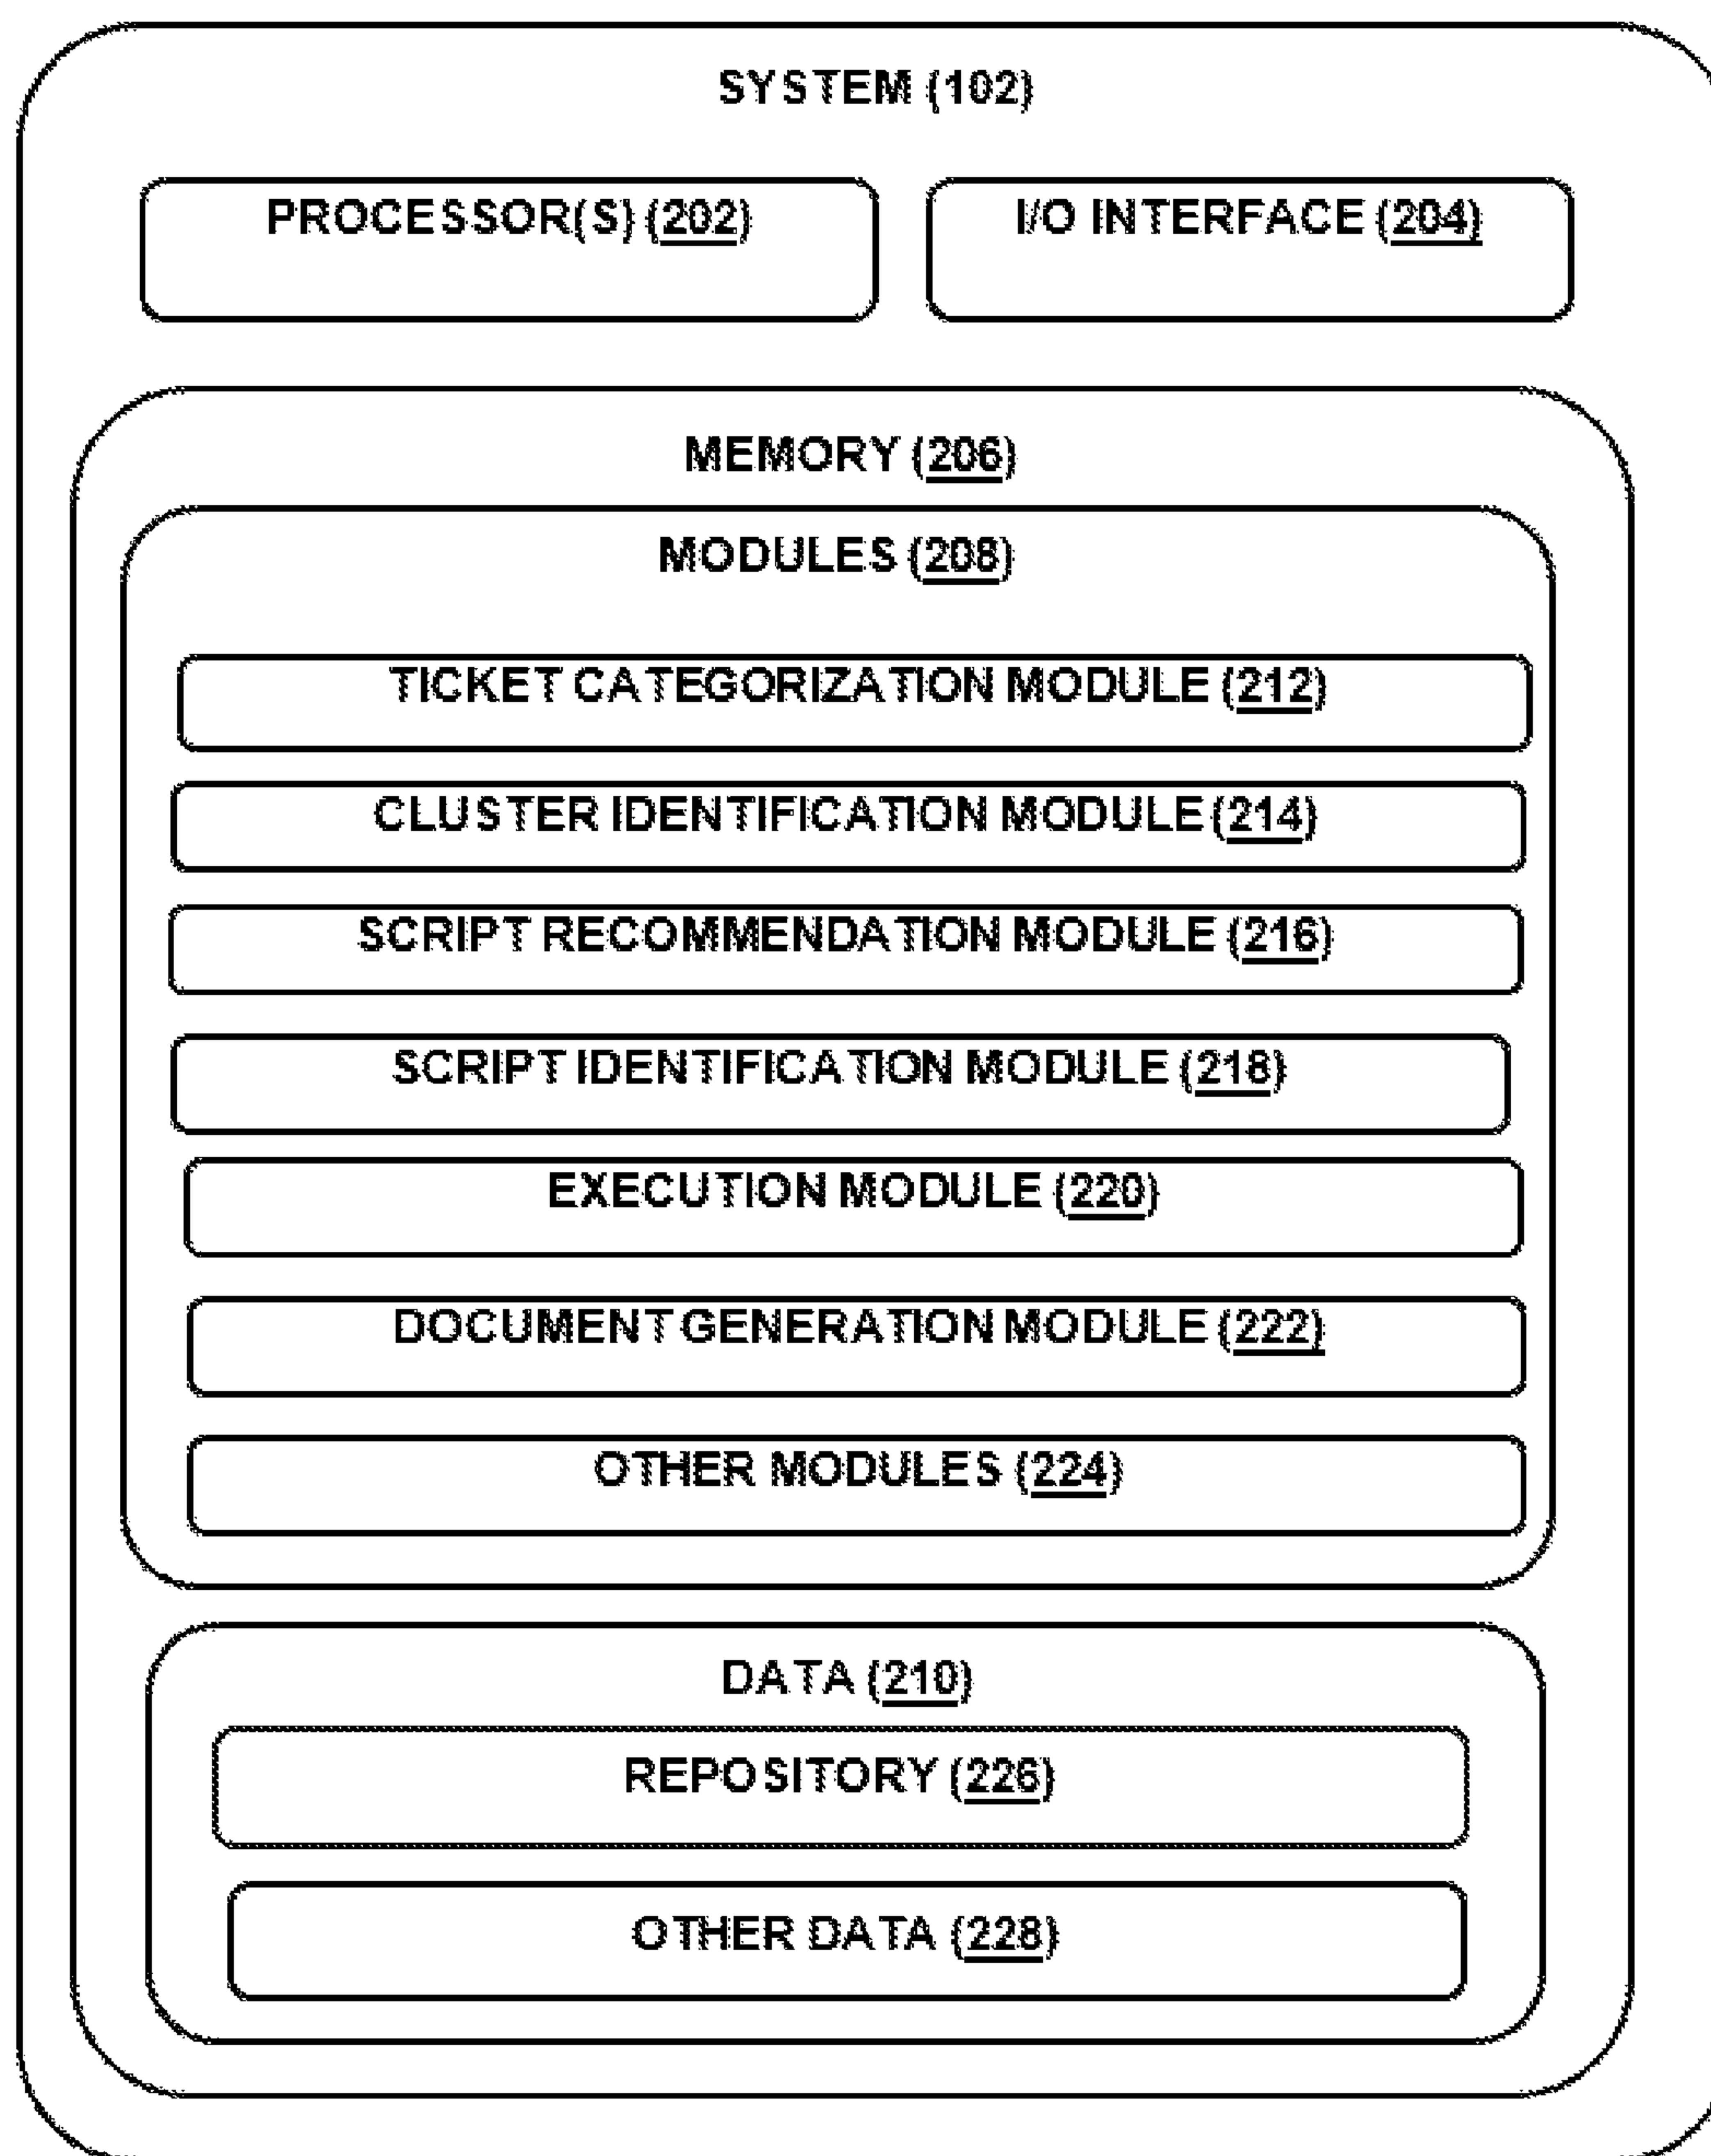 SYSTEM (102)
PROCESSOR(S) (202)
I/O INTERFACE (204)
MEMORY (206)
MODULES (208)
TICKET CATEGORIZATION MODULE (212)
CLUSTER IDENTIFICATION MODULE (214)
SCRIPT RECOMMENDATION MODULE (216)
SCRIPT IDENTIFICATION MODULE (218)
EXECUTION MODULE (220)
DOCUMENT GENERATION MODULE (222)
OTHER MODULES (224)
DATA (210)
REPOSITORY (226)
OTHER DATA (228)